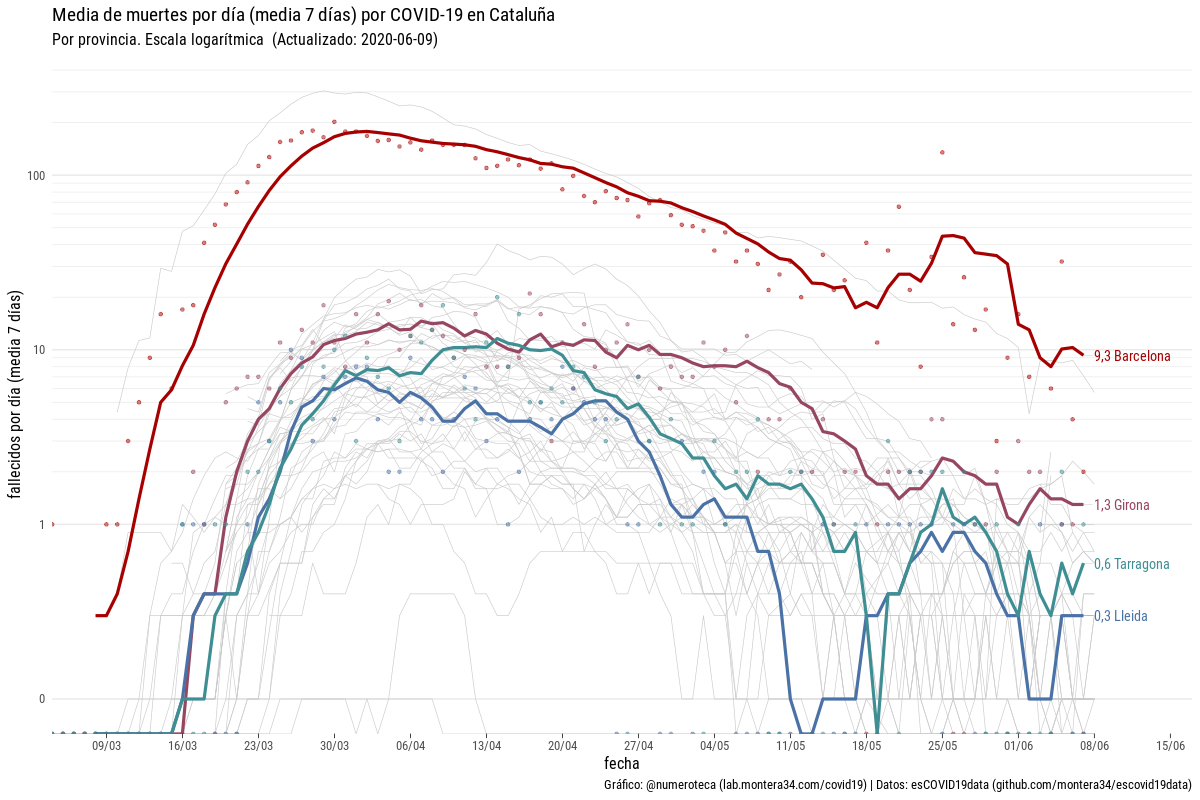 Media de muertes por día (media 7 días) por COVID-19 en Cataluña
Por provincia. Escala logarítmica (Actualizado: 2020-06-09)
fallecidos por día (media 7 días)
100
10
1
0
9,3 Barcelona
1,3 Girona
0,6 Tarragona
0,3 Lleida
09/03 16/03 23/03 30/03 06/04 13/04 20/04 27/04 04/05 11/05 18/05 25/05 01/06 08/06 15/06
fecha
Gráfico: @numeroteca (lab.montera34.com/covid19) | Datos: esCOVID19data (github.com/montera34/escovid19data)